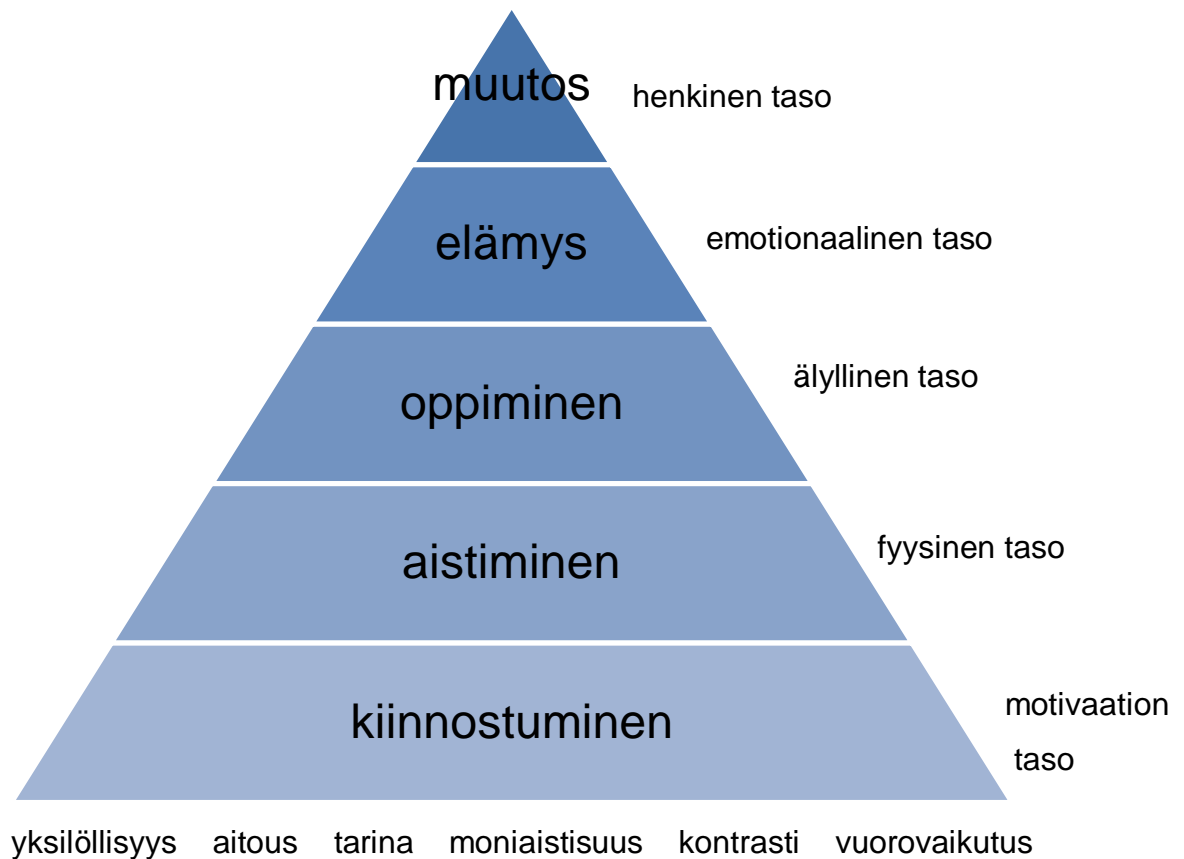 muutos
henkinen taso
elämys
emotionaalinen taso
oppiminen
älyllinen taso
aistiminen
fyysinen taso
kiinnostuminen
motivaation
taso
yksilöllisyys aitous tarina moniaistisuus kontrasti vuorovaikutus